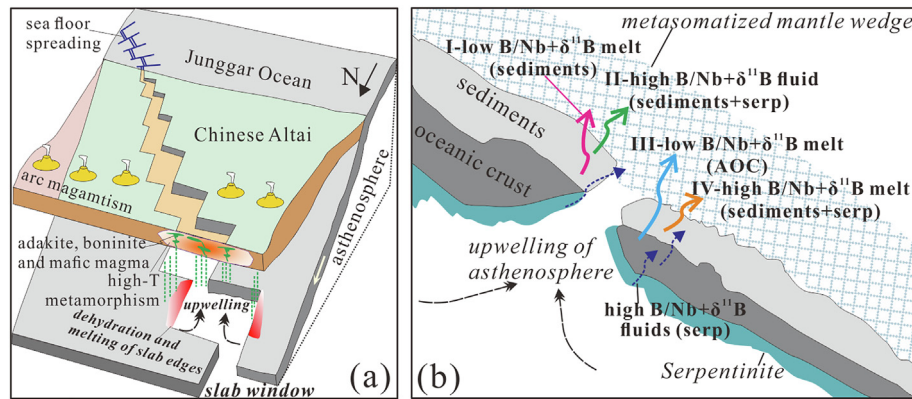 sea floor
spreading
Junggar Ocean
N
Chinese Altai
arc magamtism
asthenosphere
adakite, boninite
and mafic magma
high-T
metamorphism
upwelling
dehydration and
melting of slab edges
slab window
(a)
(b)
metasomatized mantle wedge
I-low B/Nb+δ¹¹B melt
(sediments)
II-high B/Nb+δ¹¹B fluid
(sediments+serp)
sediments
oceanic crust
III-low B/Nb+δ¹¹B melt
(AOC)
IV-high B/Nb+δ¹¹B melt
(sediments+serp)
upwelling of
asthenosphere
high B/Nb+δ¹¹B
fluids (serp)
Serpentinite